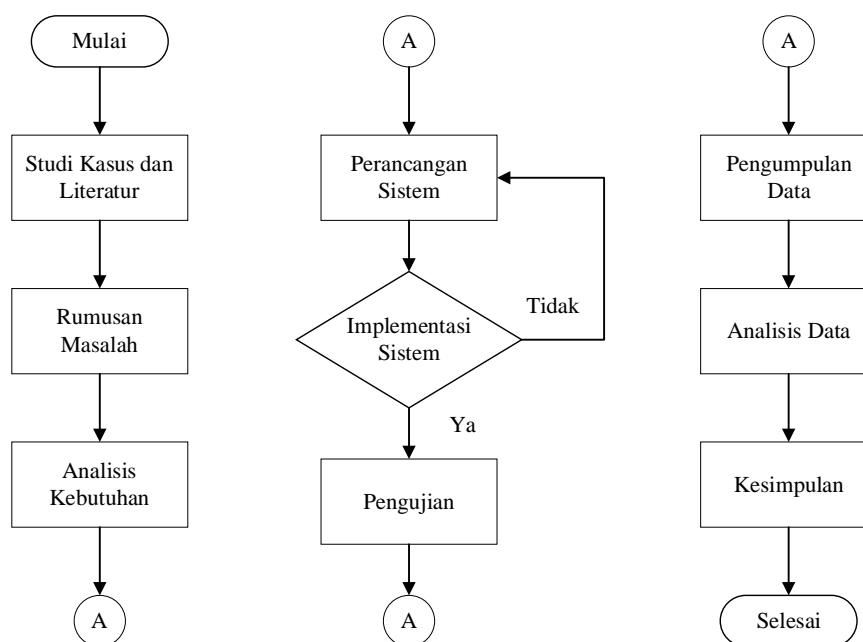 Mulai
Studi Kasus dan
Literatur
Rumusan
Masalah
Analisis
Kebutuhan
A
A
Perancangan
Sistem
Implementasi
Sistem
Tidak
Ya
Pengujian
A
A
Pengumpulan
Data
Analisis Data
Kesimpulan
Selesai